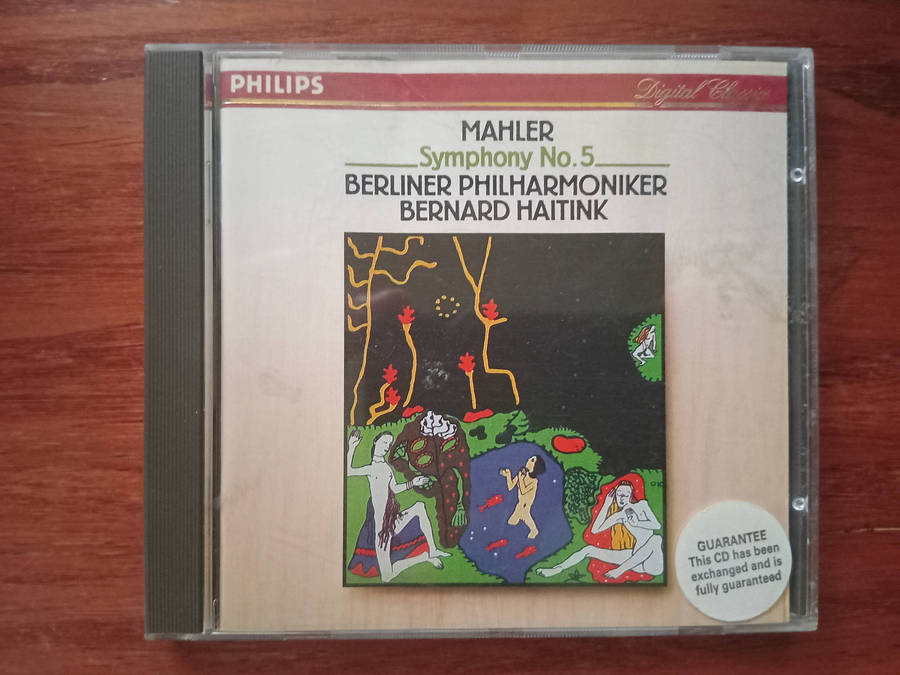 PHILIPS
Digital Classics
MAHLER
Symphony No. 5
BERLINER PHILHARMONIKER
BERNARD HAITINK
GUARANTEE
This CD has been
exchanged and is
fully guaranteed